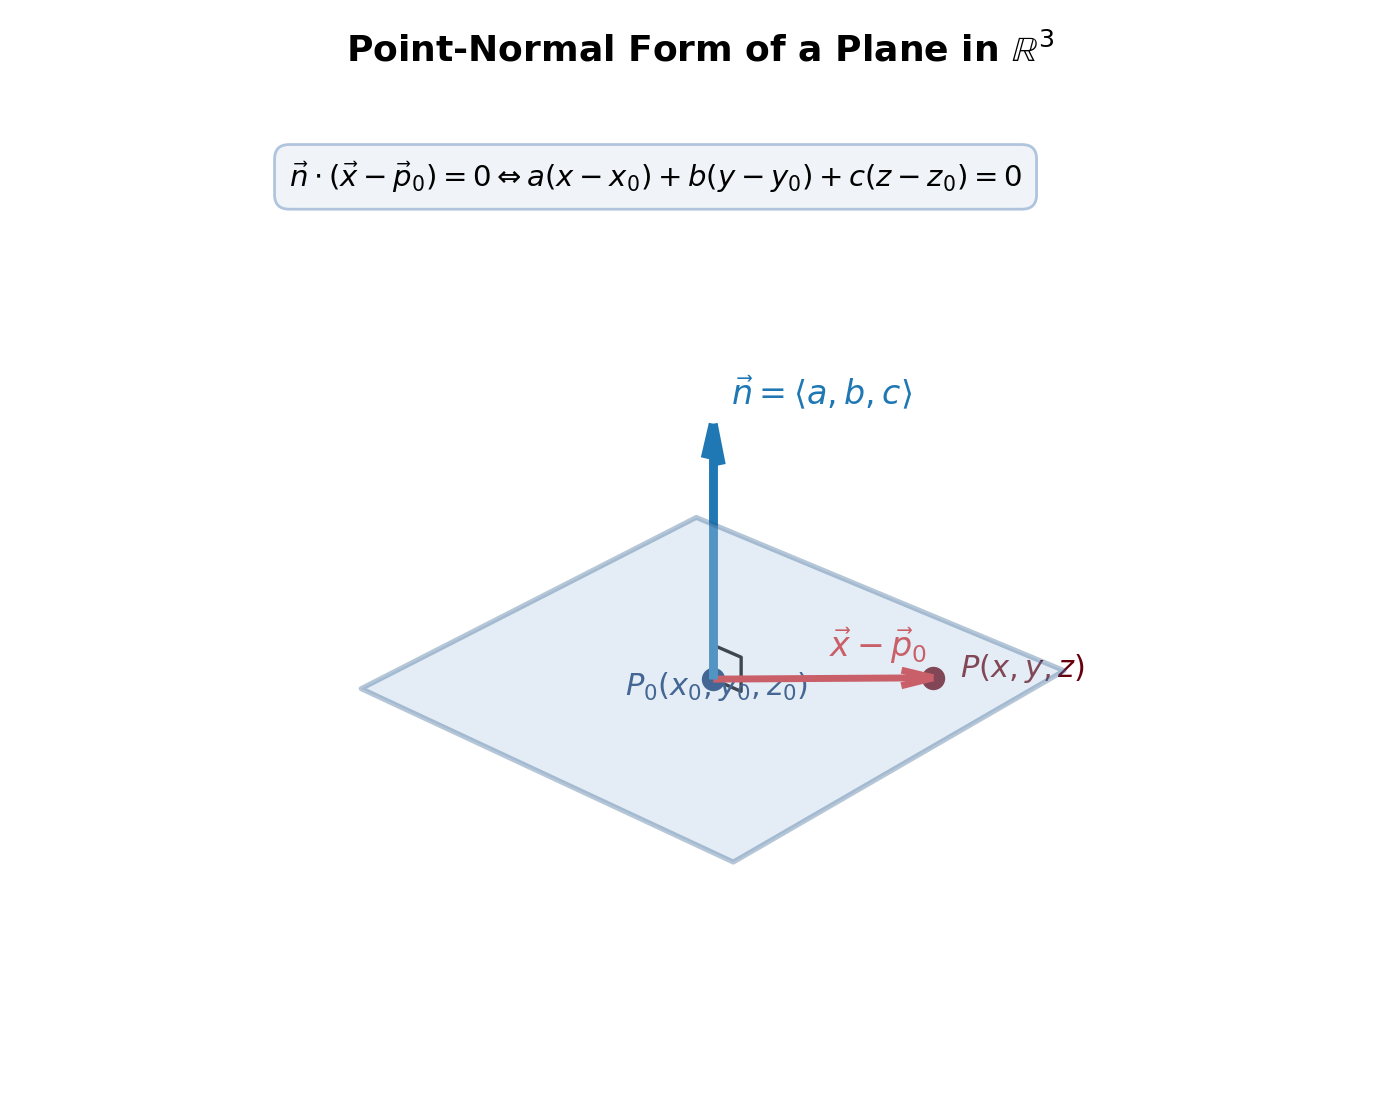 Point-Normal Form of a Plane in ℝ³
n⃗ · (x⃗ − p⃗₀) = 0 ⇔ a(x − x₀) + b(y − y₀) + c(z − z₀) = 0
n⃗ = ⟨a, b, c⟩
x⃗ − p⃗₀
P(x, y, z)
P₀(x₀, y₀, z₀)